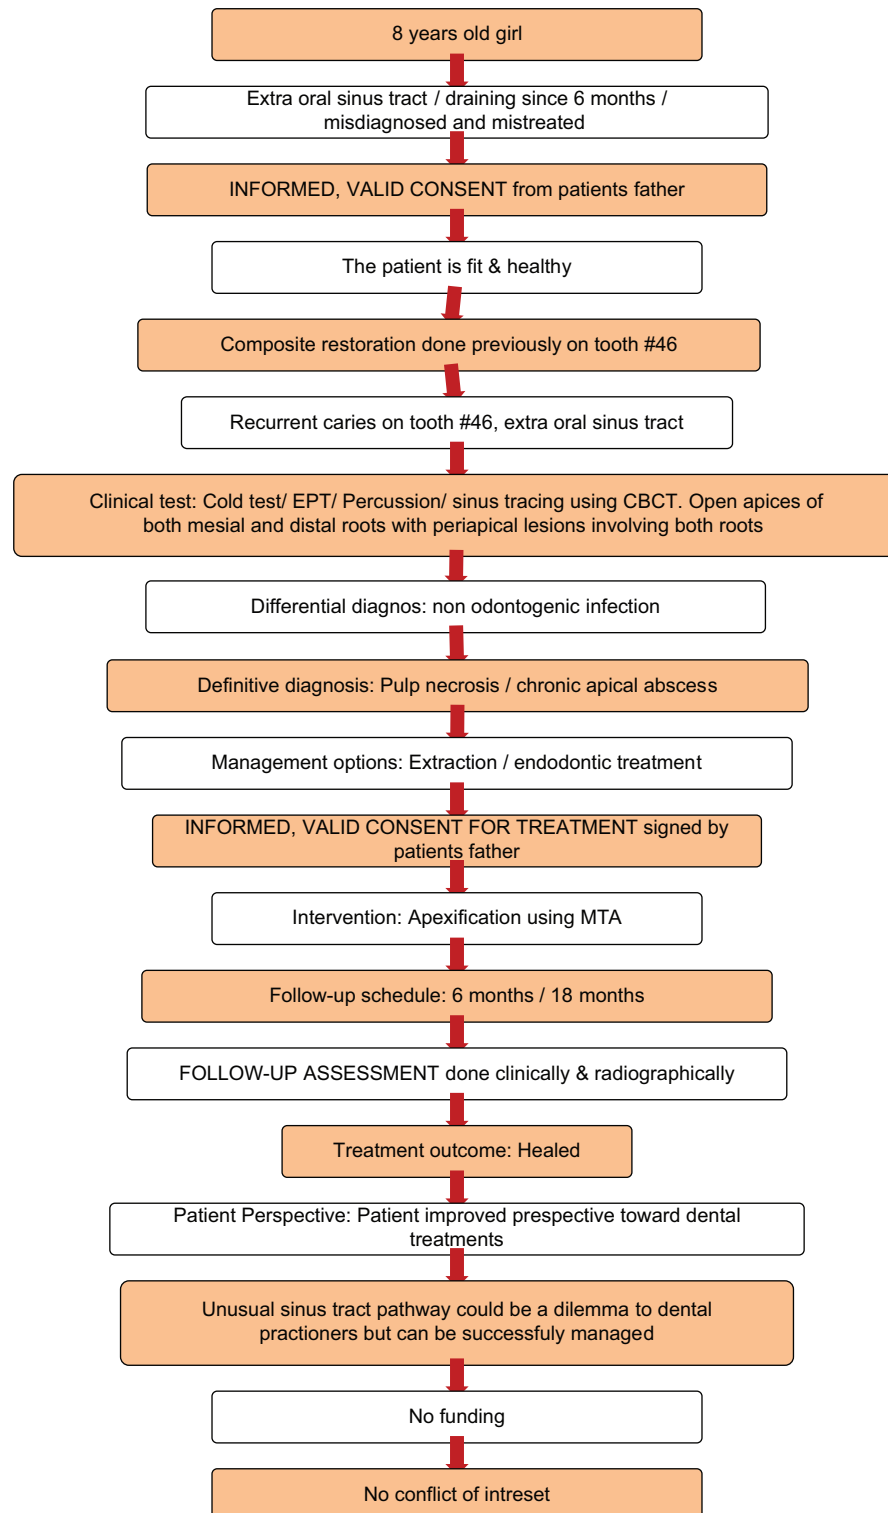 8 years old girl
Extra oral sinus tract / draining since 6 months /
misdiagnosed and mistreated
INFORMED, VALID CONSENT from patients father
The patient is fit & healthy
Composite restoration done previously on tooth #46
Recurrent caries on tooth #46, extra oral sinus tract
Clinical test: Cold test/ EPT/ Percussion/ sinus tracing using CBCT. Open apices of
both mesial and distal roots with periapical lesions involving both roots
Differential diagnos: non odontogenic infection
Definitive diagnosis: Pulp necrosis / chronic apical abscess
Management options: Extraction / endodontic treatment
INFORMED, VALID CONSENT FOR TREATMENT signed by
patients father
Intervention: Apexification using MTA
Follow-up schedule: 6 months / 18 months
FOLLOW-UP ASSESSMENT done clinically & radiographically
Treatment outcome: Healed
Patient Perspective: Patient improved prespective toward dental
treatments
Unusual sinus tract pathway could be a dilemma to dental
practioners but can be successfuly managed
No funding
No conflict of intreset